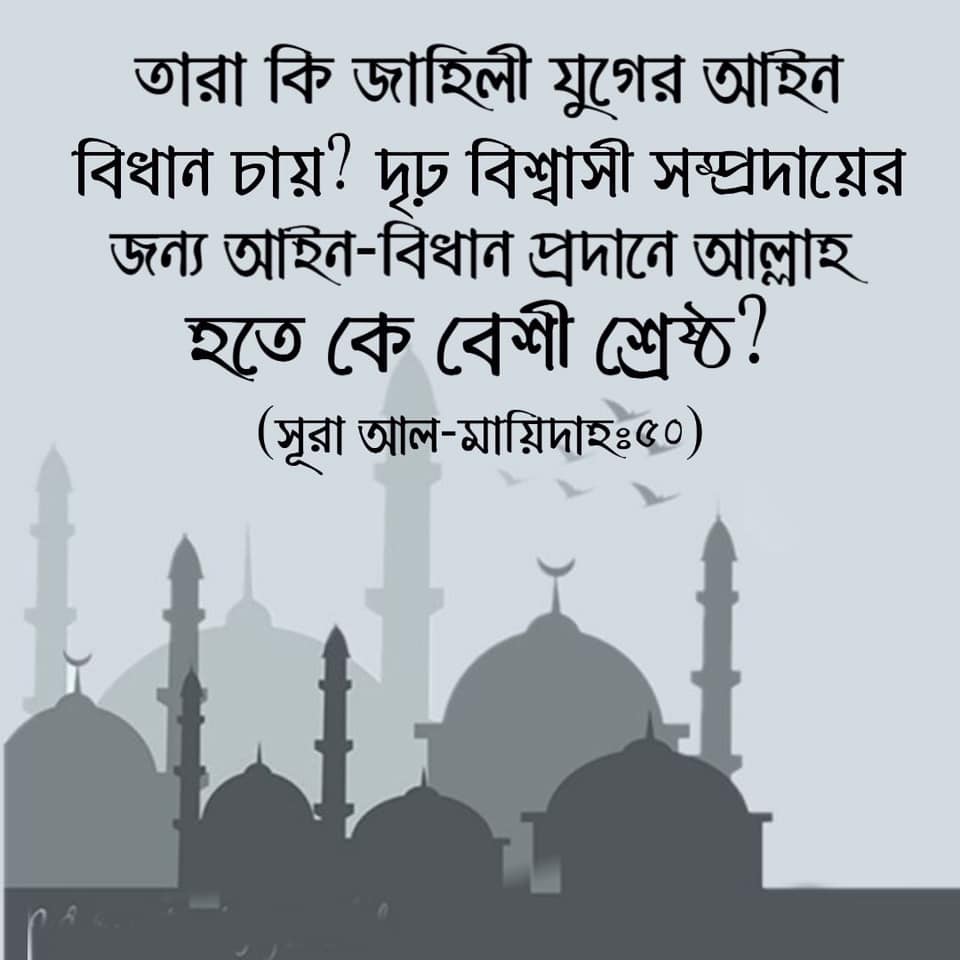 তারা কি জাহিলী যুগের আইন
বিধান চায়? দৃঢ় বিশ্বাসী সম্প্রদায়ের
জন্য আইন-বিধান প্রদানে আল্লাহ
হতে কে বেশী শ্রেষ্ঠ?
(সূরা আল-মায়িদাহঃ৫০)